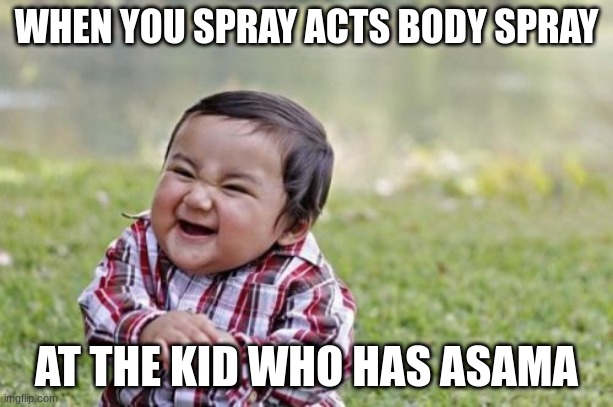 WHEN YOU SPRAY ACTS BODY SPRAY
AT THE KID WHO HAS ASAMA
imgflip.com